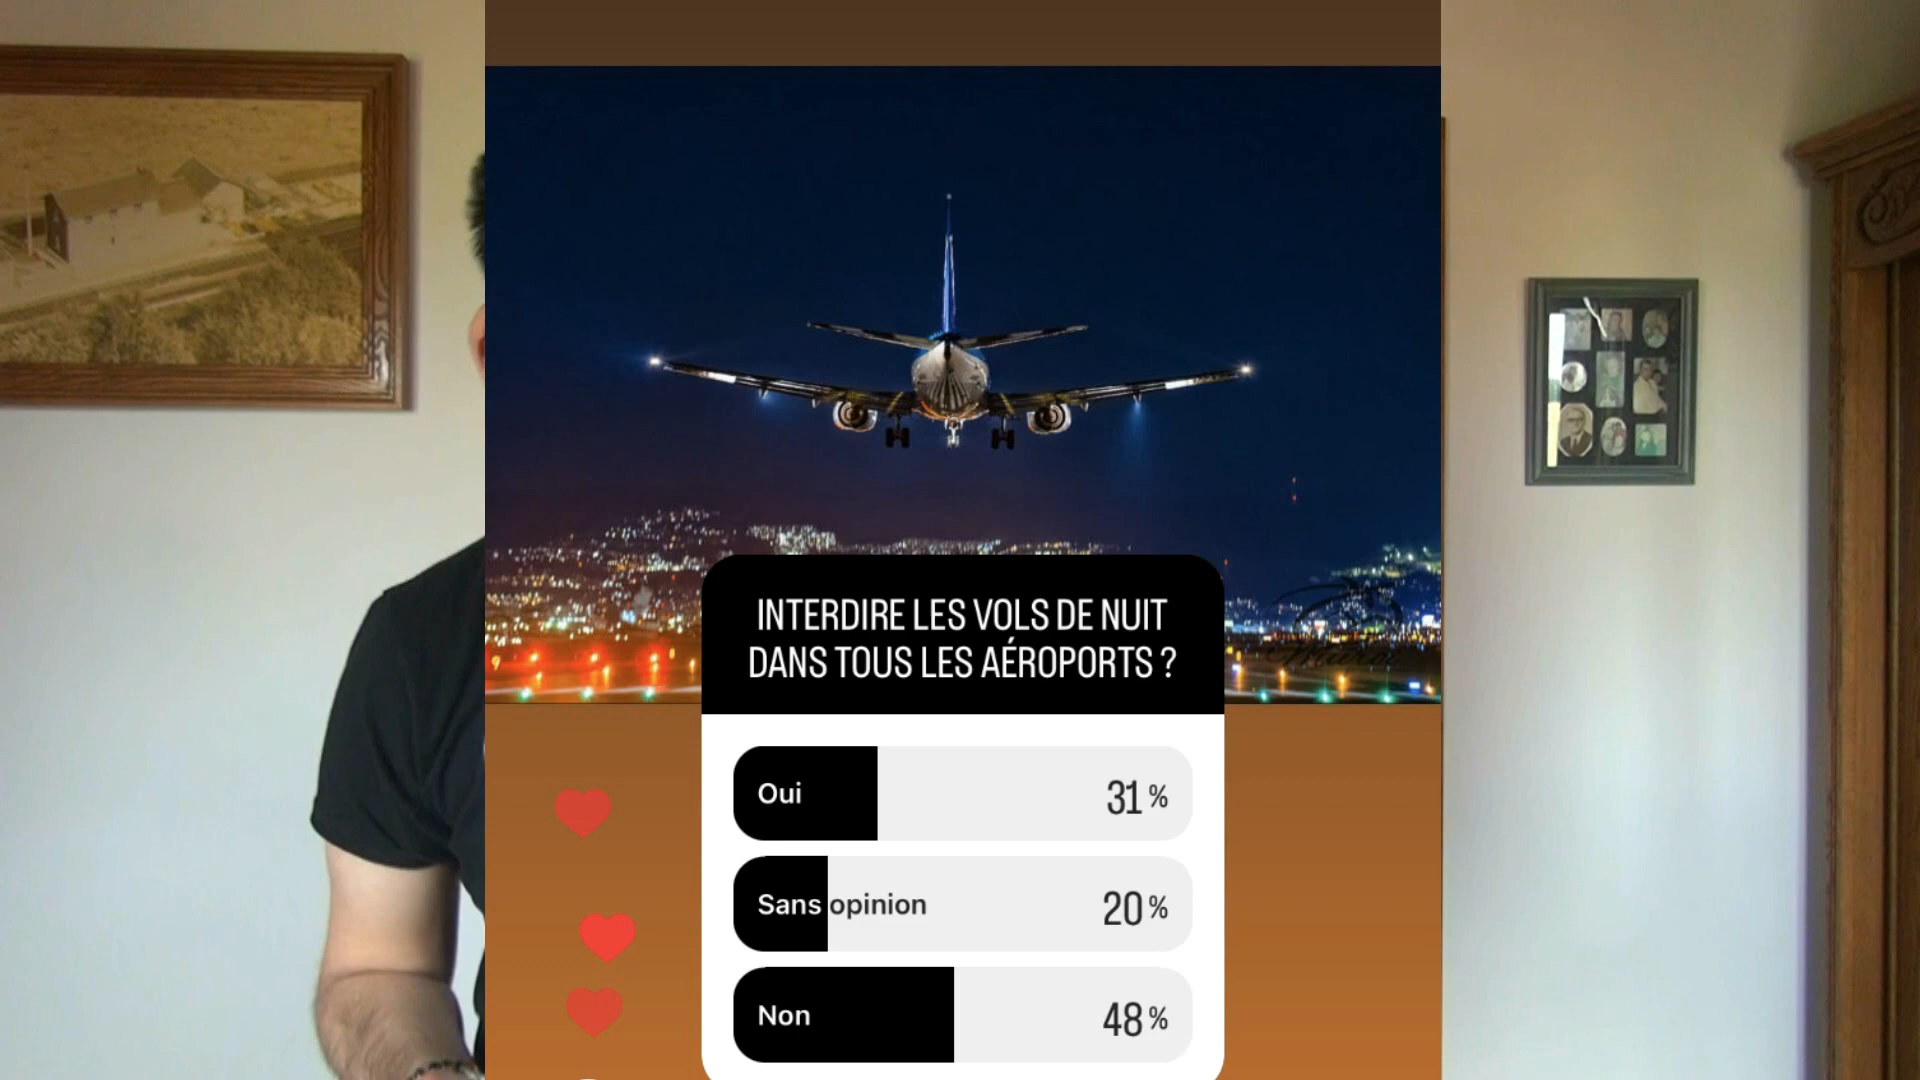 INTERDIRE LES VOLS DE NUIT
DANS TOUS LES AÉROPORTS ?
Oui 31%
Sans opinion 20%
Non 48%